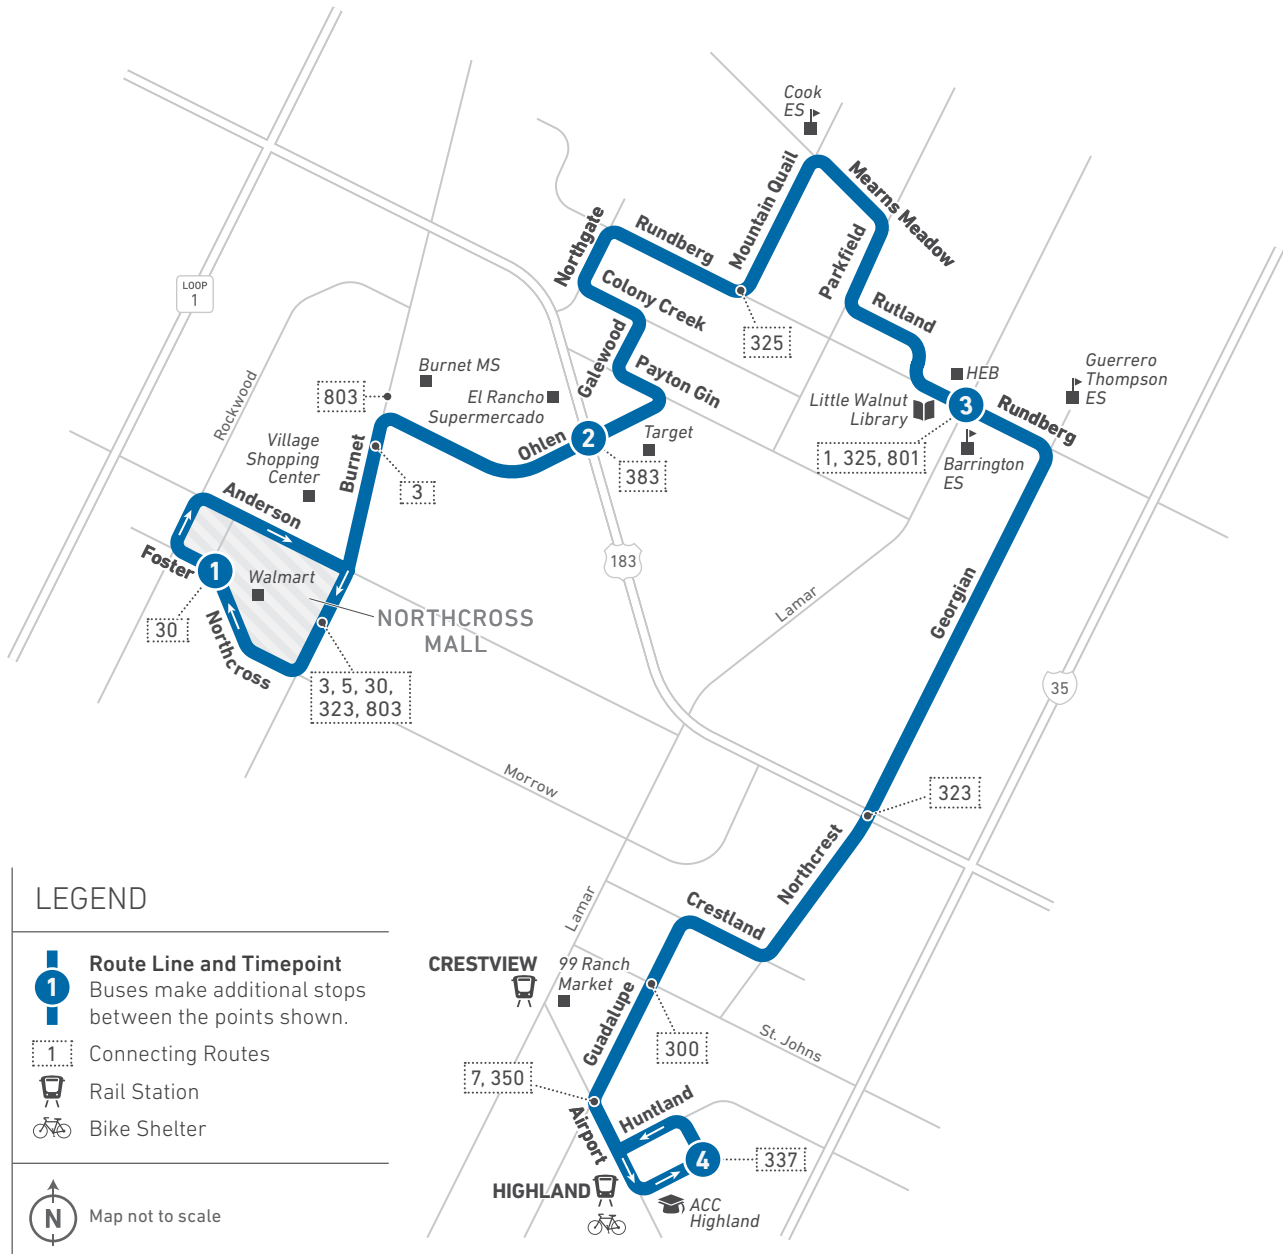 Cook
ES
Mountain Quail
Mearns Meadow
Northgate
Rundberg
Parkfield
LOOP
1
Colony Creek
Rutland
325
Galewood
Burnet MS
Payton Gin
HEB
Guerrero
Thompson
ES
803
El Rancho
Supermercado
Little Walnut
Library
3
Rundberg
Rockwood
Village
Shopping
Center
Burnet
Ohlen
2
Target
1, 325, 801
Barrington
ES
3
383
Anderson
Foster
1
Walmart
183
Georgian
Lamar
30
Northcross
NORTHCROSS
MALL
3, 5, 30,
323, 803
35
Morrow
323
Northcrest
Crestland
Lamar
CRESTVIEW
99 Ranch
Market
Guadalupe
St. Johns
300
7, 350
Airport
Huntland
4
337
HIGHLAND
ACC
Highland
LEGEND
1
Route Line and Timepoint
Buses make additional stops
between the points shown.
1
Connecting Routes
Rail Station
Bike Shelter
N
Map not to scale